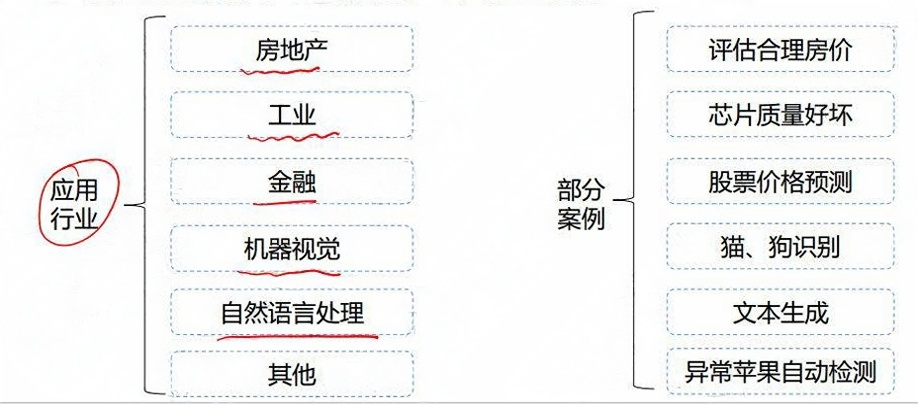 应用
行业
房地产
工业
金融
机器视觉
自然语言处理
其他
部分
案例
评估合理房价
芯片质量好坏
股票价格预测
猫、狗识别
文本生成
异常苹果自动检测